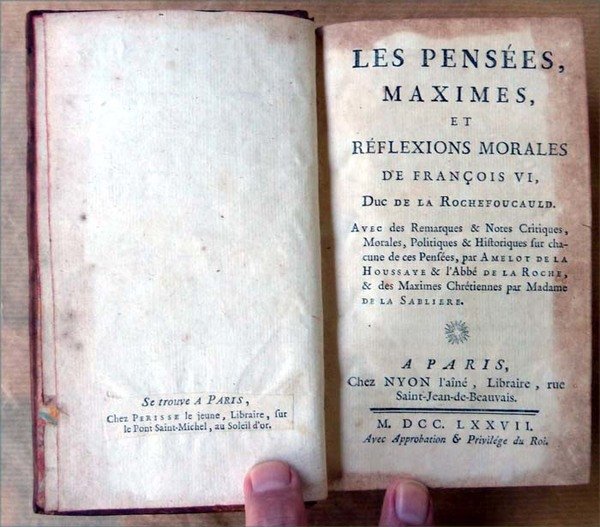 Se trouve A PARIS,
Chez PERISSE le jeune, Libraire, sur
le Pont Saint-Michel, au Soleil d'or.
LES PENSÉES,
MAXIMES,
ET
RÉFLEXIONS MORALES
DE FRANÇOIS VI,
Duc DE LA ROCHEFOUCAULD.
AVEC des Remarques & Notes Critiques,
Morales, Politiques & Historiques sur cha-
cune de ces Pensées, par AMELOT DE LA
HOUSSAYE & l'Abbé DE LA ROCHE,
& des Maximes Chrétiennes par Madame
DE LA SABLIERE.
A PARIS,
Chez NYON l'aîné, Libraire, rue
Saint-Jean-de-Beauvais.
M. DCC. LXXVII.
Avec Approbation & Privilége du Roi.